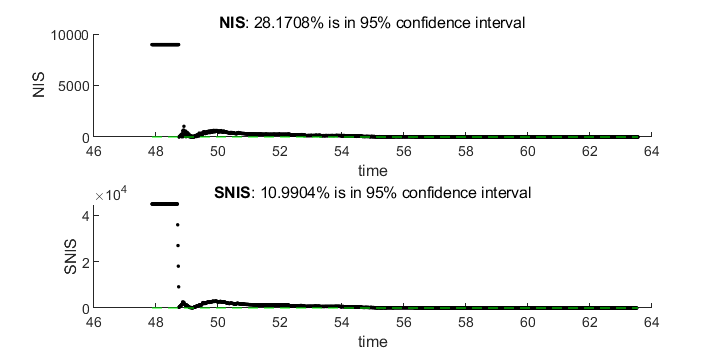 NIS: 28.1708% is in 95% confidence interval
10000
5000
0
NIS
46 48 50 52 54 56 58 60 62 64
time
SNIS: 10.9904% is in 95% confidence interval
×10⁴
4
2
0
SNIS
46 48 50 52 54 56 58 60 62 64
time